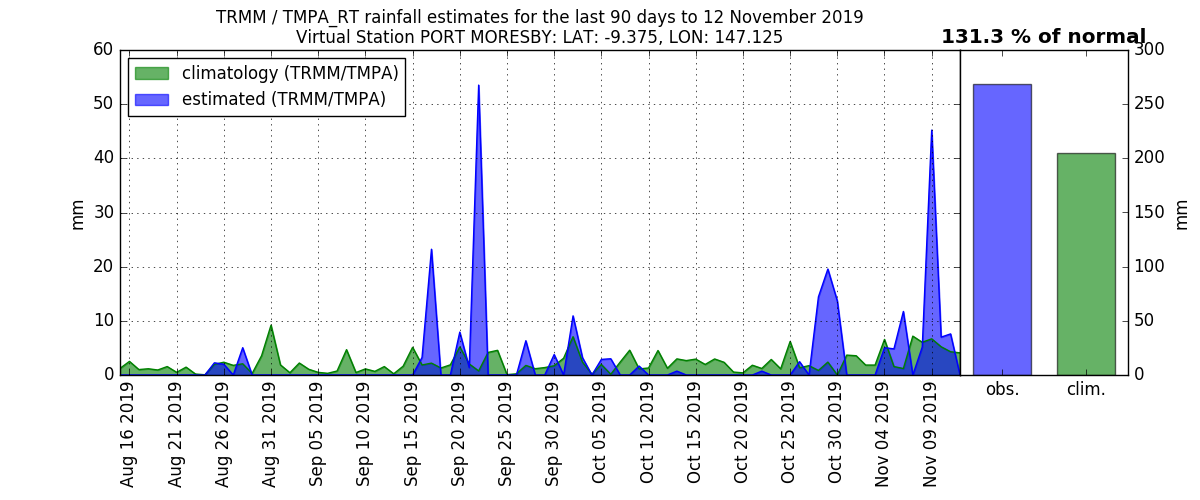 TRMM / TMPA_RT rainfall estimates for the last 90 days to 12 November 2019
Virtual Station PORT MORESBY: LAT: -9.375, LON: 147.125
131.3 % of normal
climatology (TRMM/TMPA)
estimated (TRMM/TMPA)
60
50
40
30
20
10
0
mm
300
250
200
150
100
50
0
mm
Aug 16 2019
Aug 21 2019
Aug 26 2019
Aug 31 2019
Sep 05 2019
Sep 10 2019
Sep 15 2019
Sep 20 2019
Sep 25 2019
Sep 30 2019
Oct 05 2019
Oct 10 2019
Oct 15 2019
Oct 20 2019
Oct 25 2019
Oct 30 2019
Nov 04 2019
Nov 09 2019
obs.
clim.